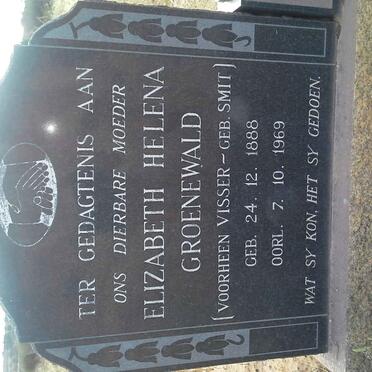 TER GEDAGTENIS AAN
ONS DIERBARE MOEDER
ELIZABETH HELENA
GROENEWALD
(VOORHEEN VISSER ~ GEB. SMIT)
GEB. 24. 12. 1888
OORL. 7. 10. 1969
WAT SY KON, HET SY GEDOEN.